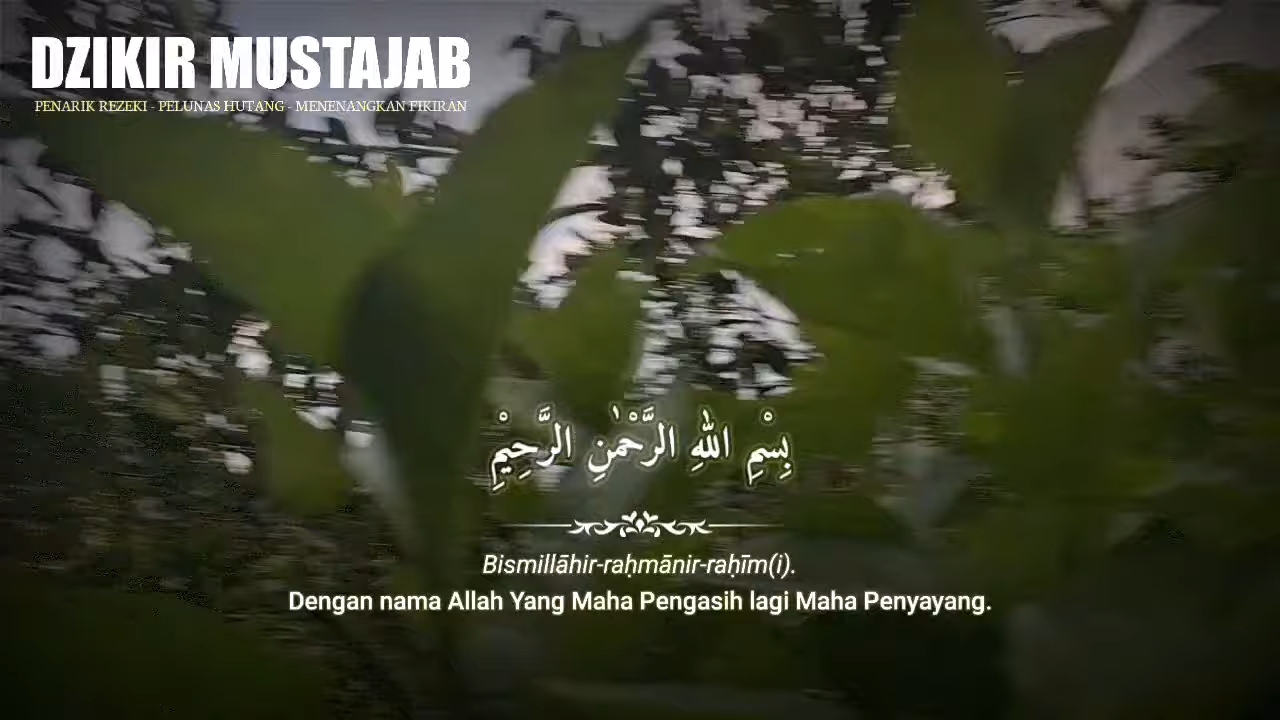 DZIKIR MUSTAJAB
PENARIK REZEKI - PELUNAS HUTANG - MENENANGKAN FIKIRAN
بِسْمِ اللّٰهِ الرَّحْمٰنِ الرَّحِيْمِ
Bismillāhir-raḥmānir-raḥīm(i).
Dengan nama Allah Yang Maha Pengasih lagi Maha Penyayang.